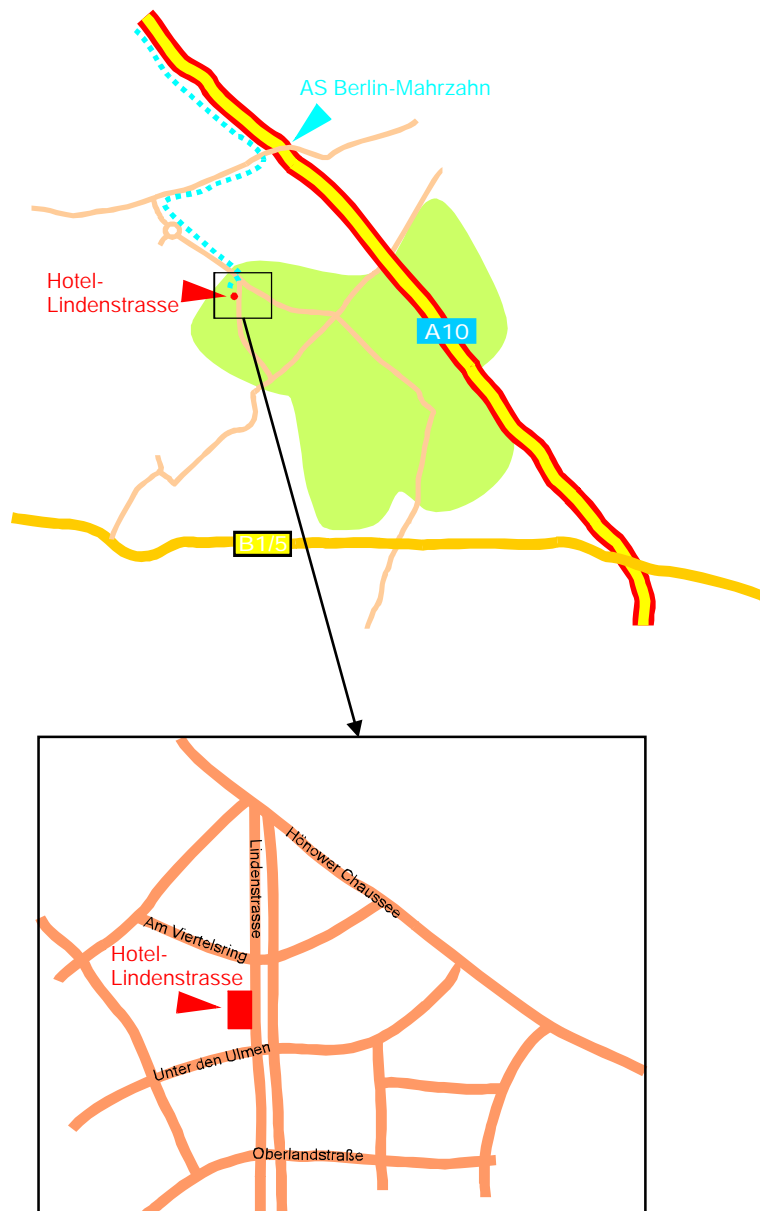 AS Berlin-Mahrzahn
Hotel-
Lindenstrasse
A10
B1/5
Hönower Chaussee
Lindenstrasse
Am Viertelsring
Hotel-
Lindenstrasse
Unter den Ulmen
Oberlandstraße